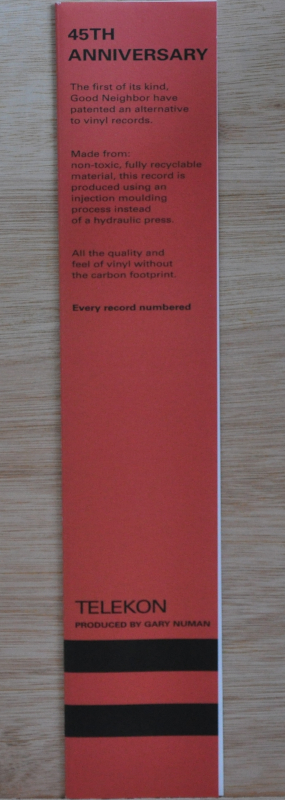 45TH
ANNIVERSARY
The first of its kind,
Good Neighbor have
patented an alternative
to vinyl records.
Made from:
non-toxic, fully recyclable
material, this record is
produced using an
injection moulding
process instead
of a hydraulic press.
All the quality and
feel of vinyl without
the carbon footprint.
Every record numbered
TELEKON
PRODUCED BY GARY NUMAN